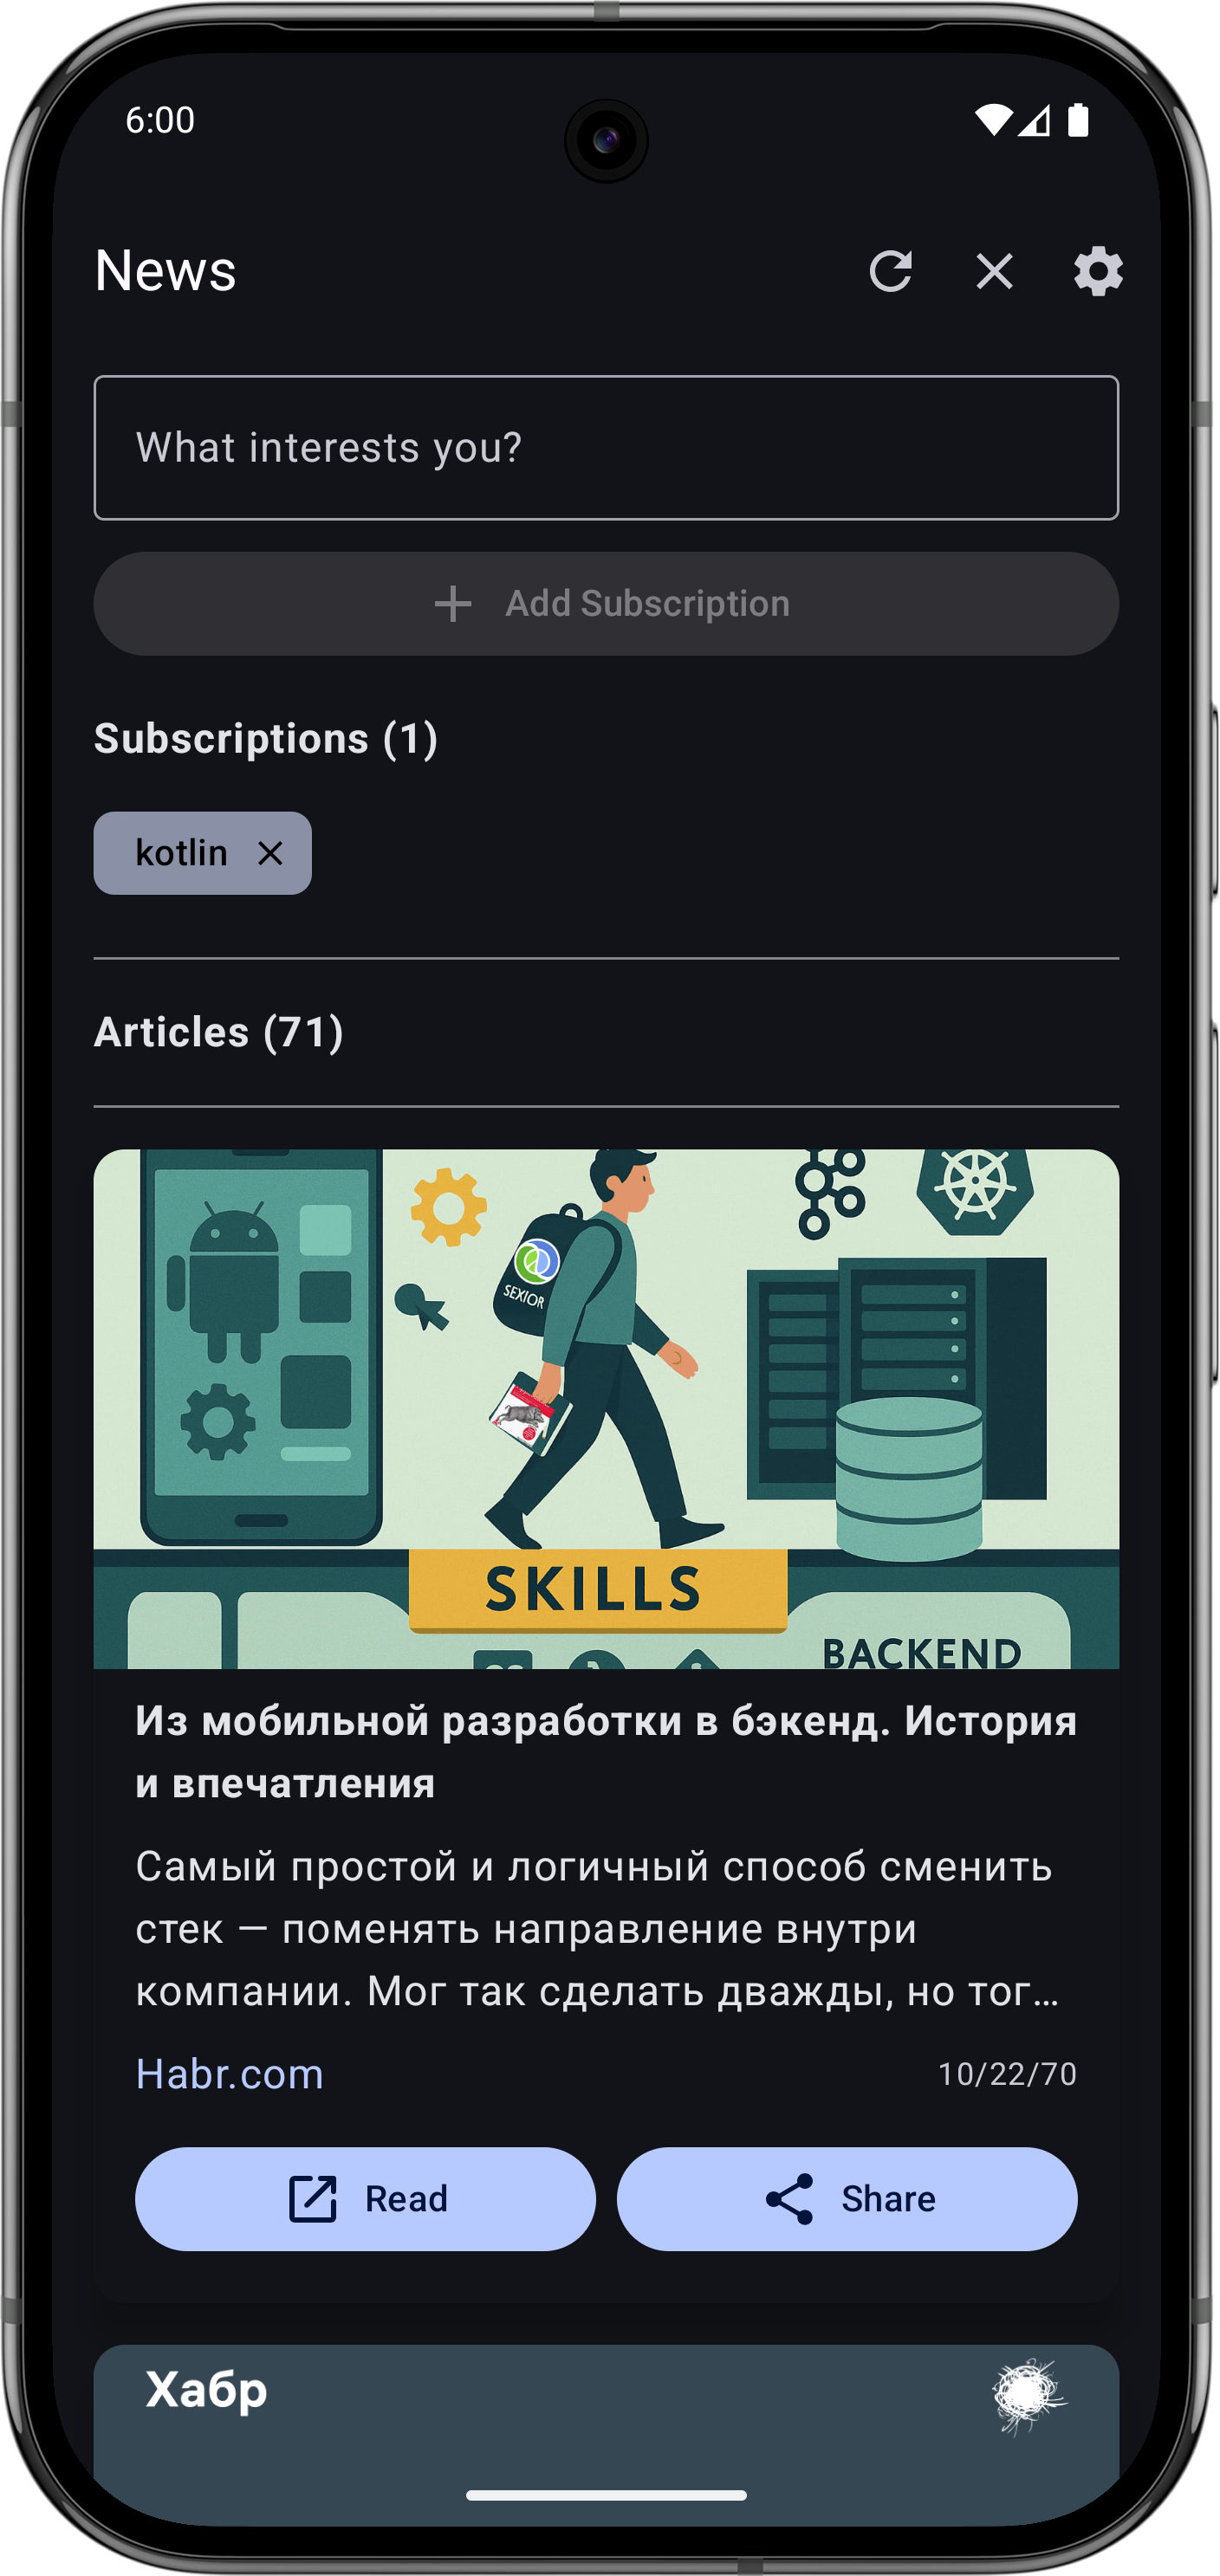 6:00
News
What interests you?
Add Subscription
Subscriptions (1)
kotlin
Articles (71)
SEXIOR
SKILLS
BACKEND
Из мобильной разработки в бэкенд. История
и впечатления
Самый простой и логичный способ сменить
стек — поменять направление внутри
компании. Мог так сделать дважды, но тог…
Habr.com
10/22/70
Read
Share
Хабр